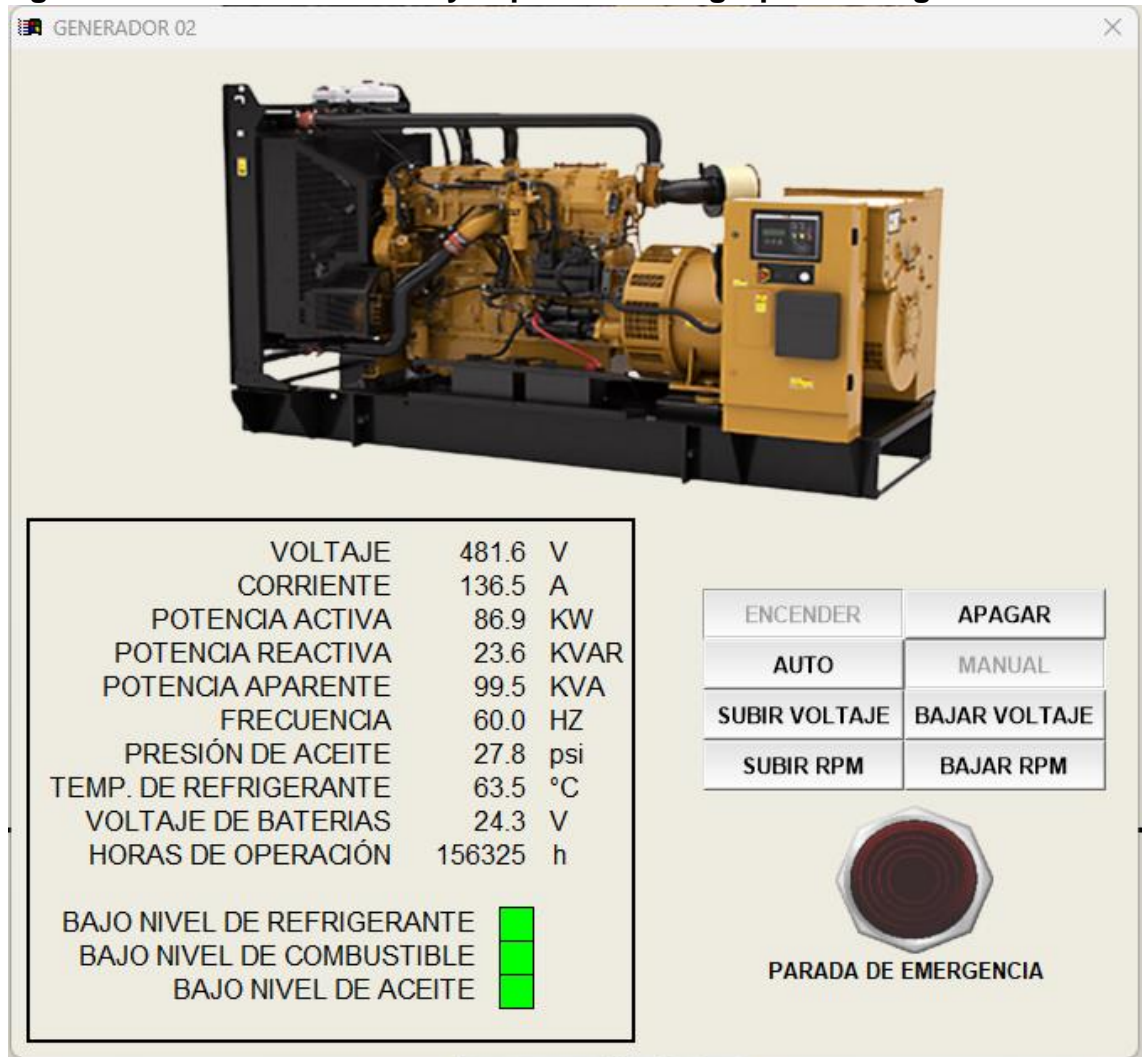 GENERADOR 02
VOLTAJE 481.6 V
CORRIENTE 136.5 A
POTENCIA ACTIVA 86.9 KW
POTENCIA REACTIVA 23.6 KVAR
POTENCIA APARENTE 99.5 KVA
FRECUENCIA 60.0 HZ
PRESIÓN DE ACEITE 27.8 psi
TEMP. DE REFRIGERANTE 63.5 °C
VOLTAJE DE BATERIAS 24.3 V
HORAS DE OPERACIÓN 156325 h
BAJO NIVEL DE REFRIGERANTE
BAJO NIVEL DE COMBUSTIBLE
BAJO NIVEL DE ACEITE
ENCENDER APAGAR
AUTO MANUAL
SUBIR VOLTAJE BAJAR VOLTAJE
SUBIR RPM BAJAR RPM
PARADA DE EMERGENCIA